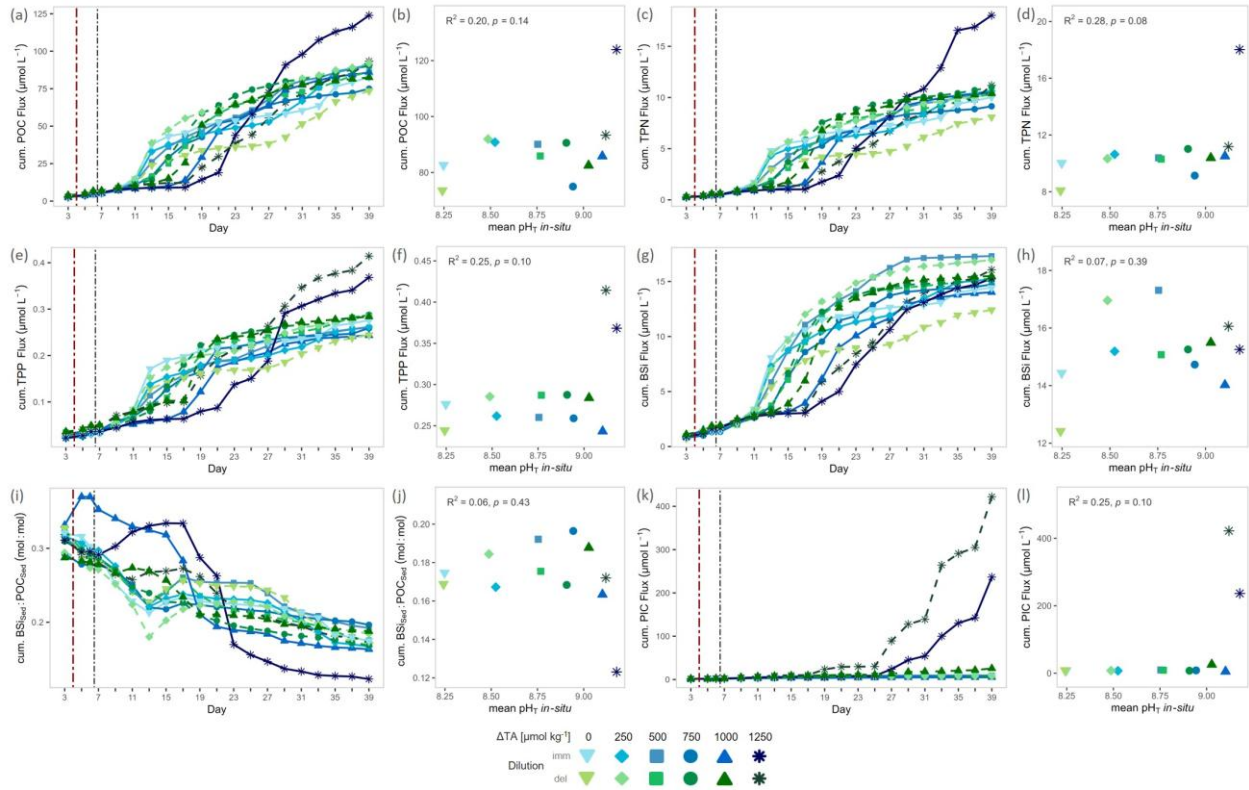 (a)
cum. POC Flux (µmol L⁻¹)
125
100
75
50
25
0
3 7 11 15 19 23 27 31 35 39
Day
(b)
R² = 0.20, p = 0.14
cum. POC Flux (µmol L⁻¹)
120
100
80
8.25 8.50 8.75 9.00
mean pH_T in-situ
(c)
cum. TPN Flux (µmol L⁻¹)
15
10
5
0
3 7 11 15 19 23 27 31 35 39
Day
(d)
R² = 0.28, p = 0.08
cum. TPN Flux (µmol L⁻¹)
20
16
12
8
8.25 8.50 8.75 9.00
mean pH_T in-situ
(e)
cum. TPP Flux (µmol L⁻¹)
0.4
0.3
0.2
0.1
3 7 11 15 19 23 27 31 35 39
Day
(f)
R² = 0.25, p = 0.10
cum. TPP Flux (µmol L⁻¹)
0.45
0.40
0.35
0.30
0.25
8.25 8.50 8.75 9.00
mean pH_T in-situ
(g)
cum. BSi Flux (µmol L⁻¹)
15
10
5
0
3 7 11 15 19 23 27 31 35 39
Day
(h)
R² = 0.07, p = 0.39
cum. BSi Flux (µmol L⁻¹)
18
16
14
12
8.25 8.50 8.75 9.00
mean pH_T in-situ
(i)
cum. BSi_Sed : POC_Sed (mol : mol)
0.3
0.2
3 7 11 15 19 23 27 31 35 39
Day
(j)
R² = 0.06, p = 0.43
cum. BSi_Sed : POC_Sed (mol : mol)
0.20
0.18
0.16
0.14
0.12
8.25 8.50 8.75 9.00
mean pH_T in-situ
(k)
cum. PIC Flux (µmol L⁻¹)
400
300
200
100
0
3 7 11 15 19 23 27 31 35 39
Day
(l)
R² = 0.25, p = 0.10
cum. PIC Flux (µmol L⁻¹)
400
200
0
8.25 8.50 8.75 9.00
mean pH_T in-situ
ΔTA [µmol kg⁻¹] 0 250 500 750 1000 1250
Dilution
imm
del